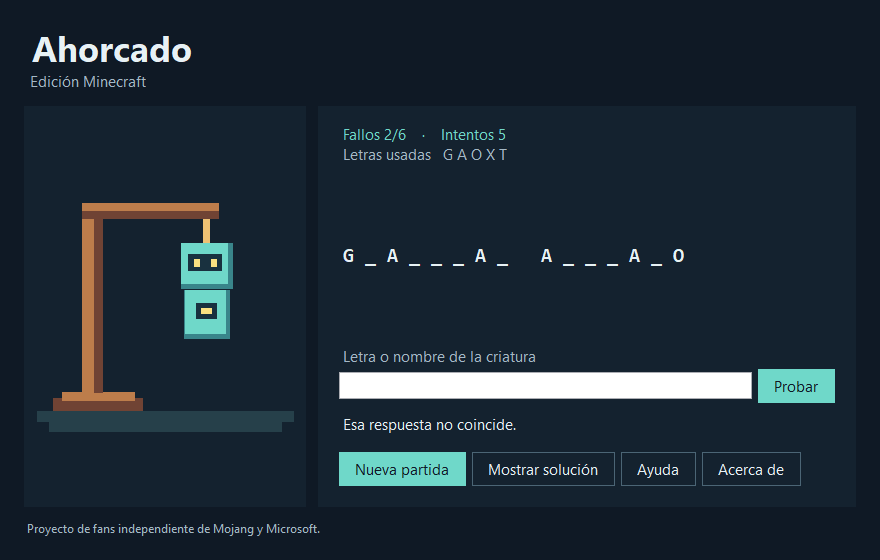 Ahorcado
Edición Minecraft
Fallos 2/6 · Intentos 5
Letras usadas G A O X T
G _ A _ _ _ A _ A _ _ _ A _ O
Letra o nombre de la criatura
Probar
Esa respuesta no coincide.
Nueva partida
Mostrar solución
Ayuda
Acerca de
Proyecto de fans independiente de Mojang y Microsoft.